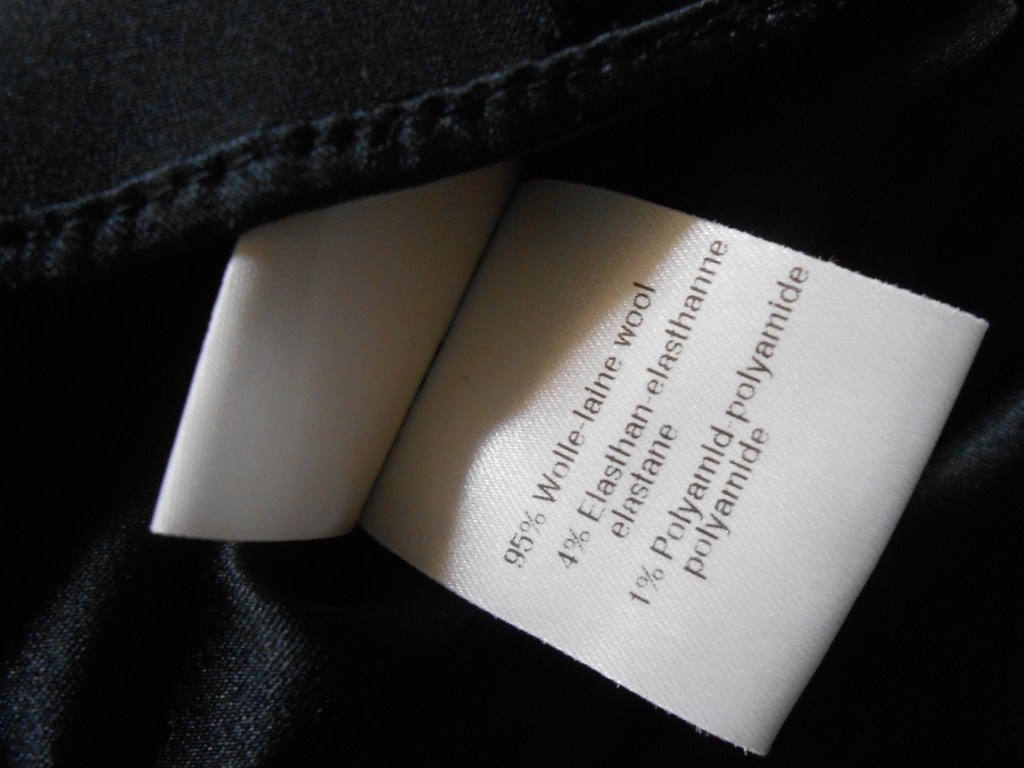 95% Wolle-laine wool
4% Elasthan-elasthanne
elastane
1% Polyamid-polyamide
polyamide